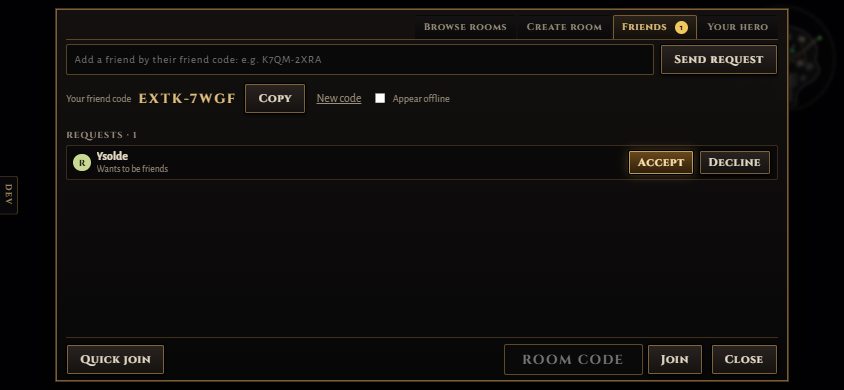 BROWSE ROOMS CREATE ROOM FRIENDS 1 YOUR HERO
Add a friend by their friend code: e.g. K7QM-2XRA SEND REQUEST
Your friend code EXTK-7WGF COPY New code Appear offline
REQUESTS · 1
R Ysolde
Wants to be friends
ACCEPT DECLINE
DEV
QUICK JOIN ROOM CODE JOIN CLOSE